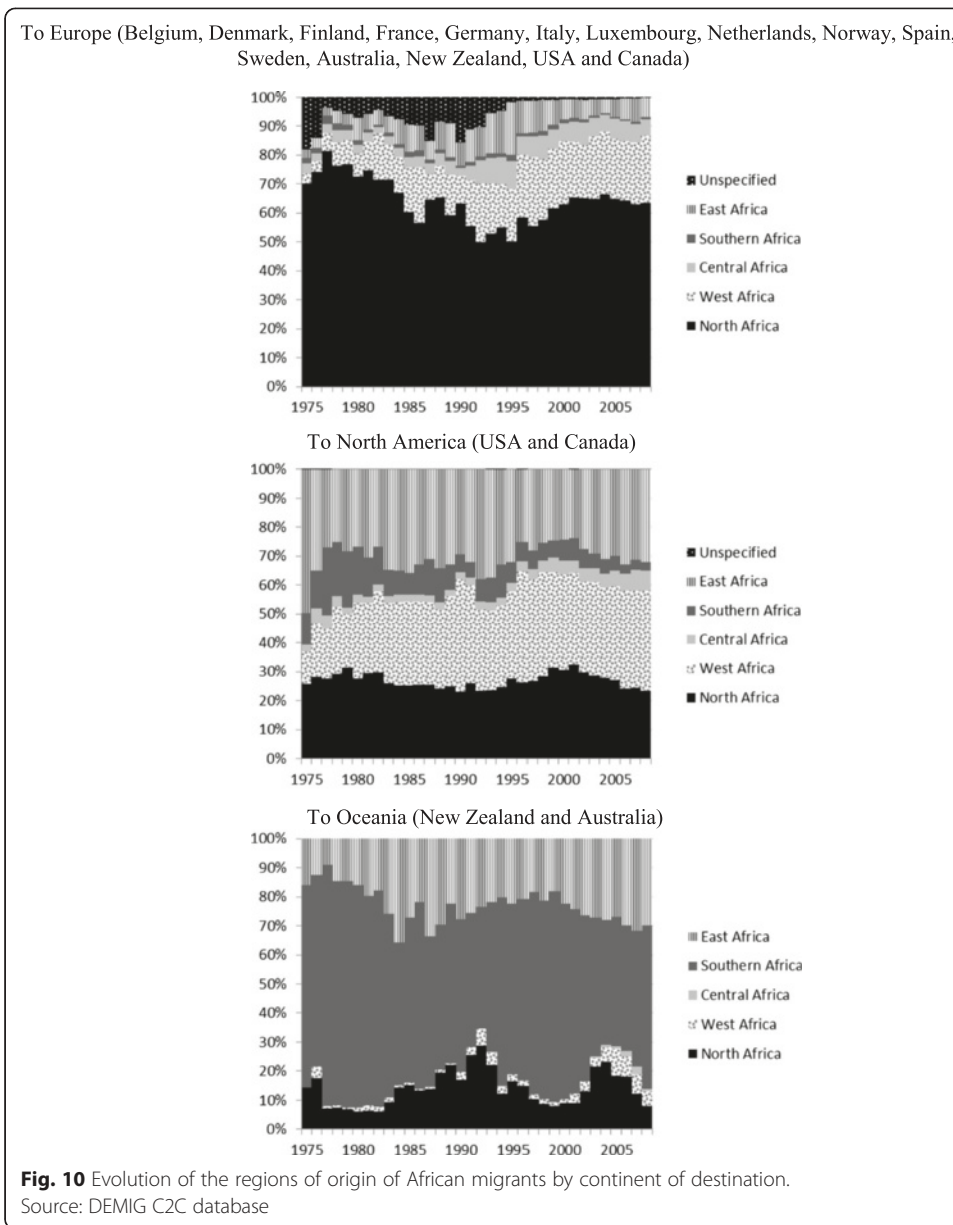 To Europe (Belgium, Denmark, Finland, France, Germany, Italy, Luxembourg, Netherlands, Norway, Spain,
Sweden, Australia, New Zealand, USA and Canada)
100%
90%
80%
70%
60%
50%
40%
30%
20%
10%
0%
1975 1980 1985 1990 1995 2000 2005
Unspecified
East Africa
Southern Africa
Central Africa
West Africa
North Africa
To North America (USA and Canada)
100%
90%
80%
70%
60%
50%
40%
30%
20%
10%
0%
1975 1980 1985 1990 1995 2000 2005
Unspecified
East Africa
Southern Africa
Central Africa
West Africa
North Africa
To Oceania (New Zealand and Australia)
100%
90%
80%
70%
60%
50%
40%
30%
20%
10%
0%
1975 1980 1985 1990 1995 2000 2005
East Africa
Southern Africa
Central Africa
West Africa
North Africa
Fig. 10 Evolution of the regions of origin of African migrants by continent of destination.
Source: DEMIG C2C database